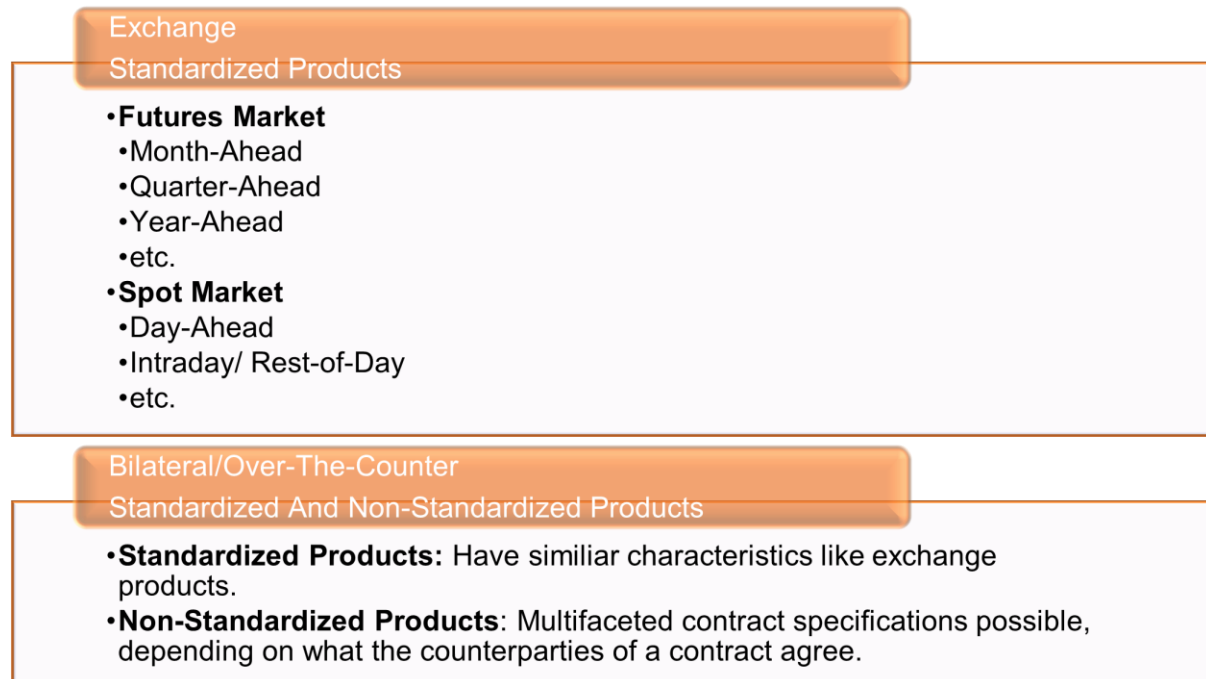 Exchange
Standardized Products
•Futures Market
•Month-Ahead
•Quarter-Ahead
•Year-Ahead
•etc.
•Spot Market
•Day-Ahead
•Intraday/ Rest-of-Day
•etc.
Bilateral/Over-The-Counter
Standardized And Non-Standardized Products
•Standardized Products: Have similiar characteristics like exchange
products.
•Non-Standardized Products: Multifaceted contract specifications possible,
depending on what the counterparties of a contract agree.